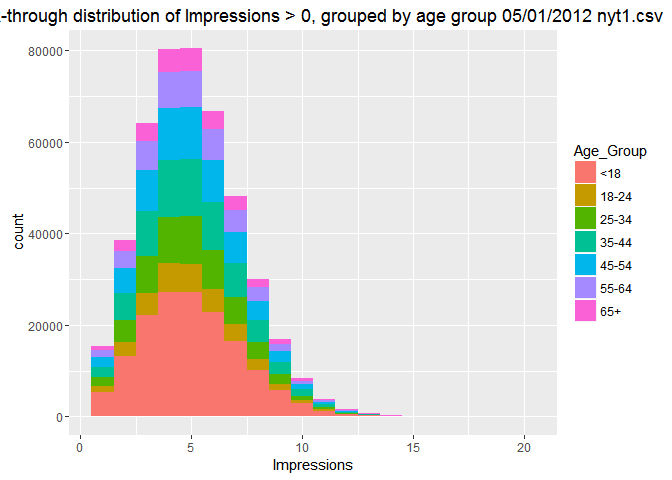 -through distribution of Impressions > 0, grouped by age group 05/01/2012 nyt1.csv
80000
60000
40000
20000
0
count
0 5 10 15 20
Impressions
Age_Group
<18
18-24
25-34
35-44
45-54
55-64
65+